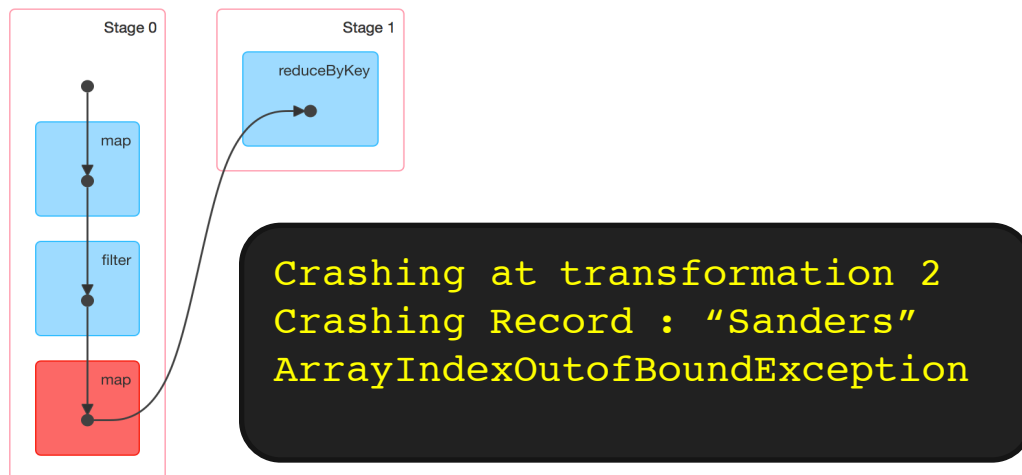 Stage 0
Stage 1
reduceByKey
map
filter
map
Crashing at transformation 2
Crashing Record : “Sanders”
ArrayIndexOutofBoundException